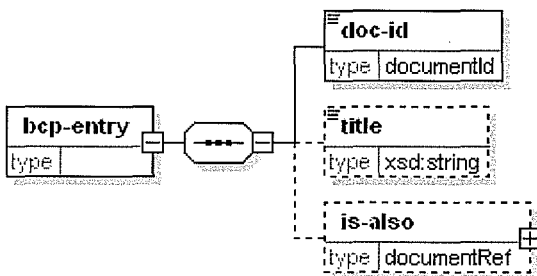 doc-id
type documentId
bcp-entry
type
title
type xsd:string
is-also
type documentRef